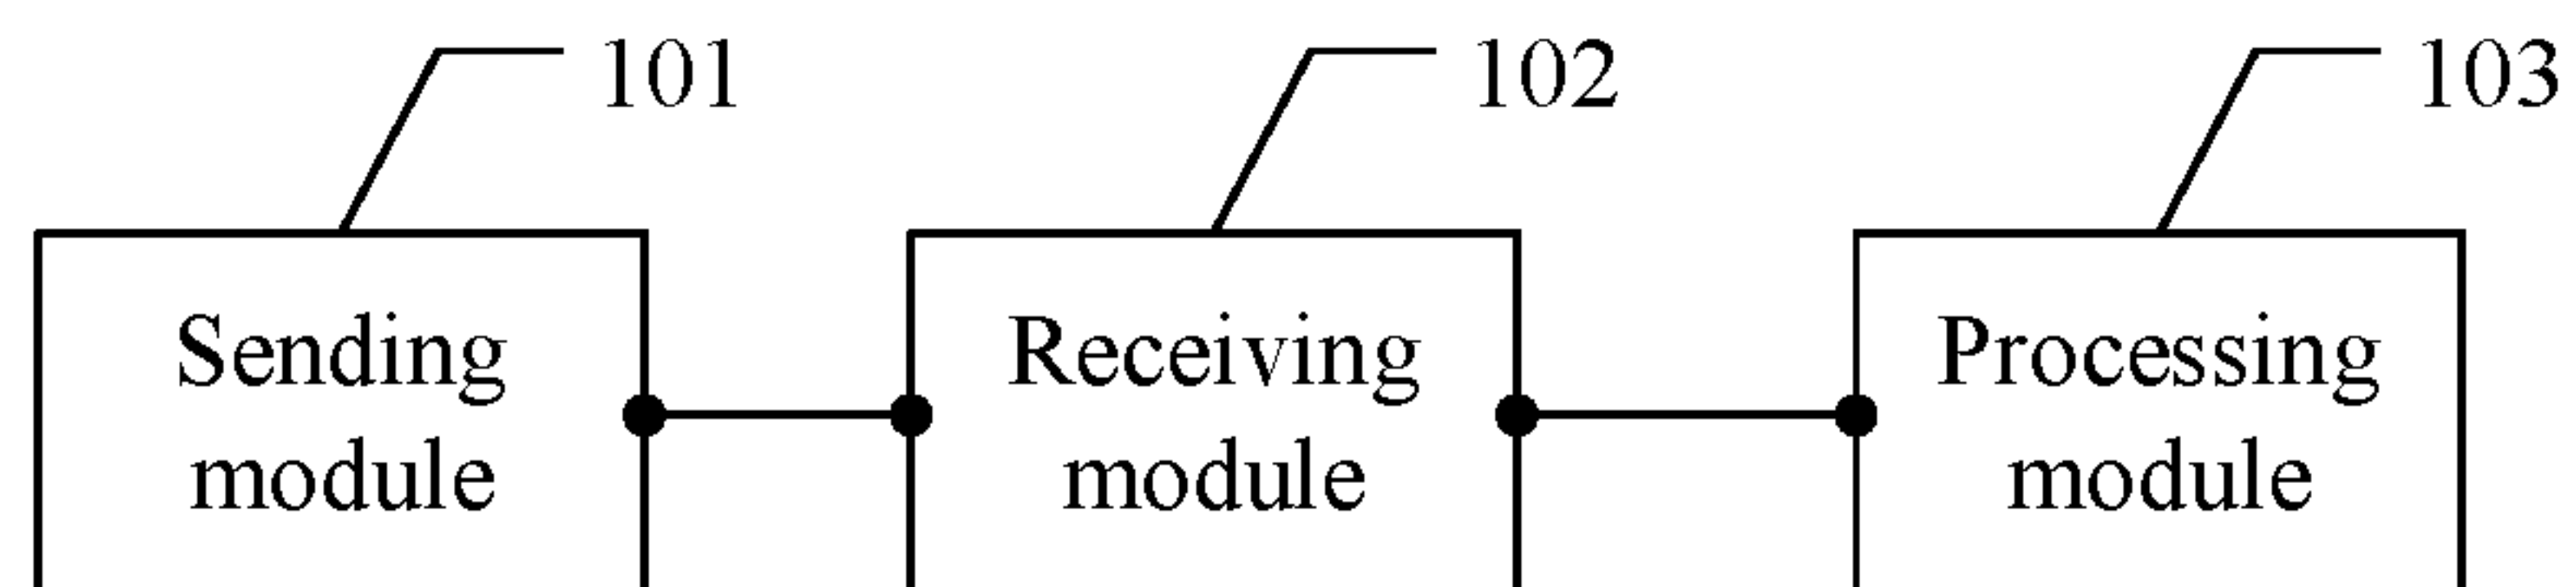 101
102
103
Sending
module
Receiving
module
Processing
module